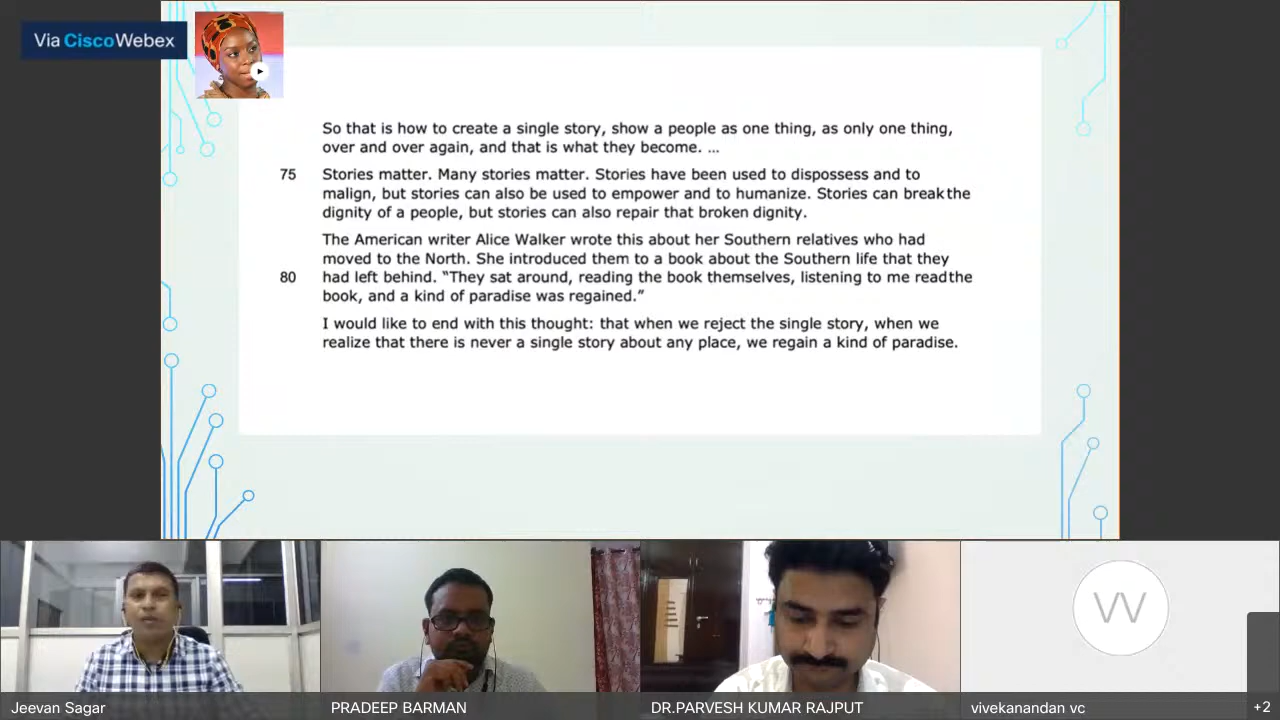 Via CiscoWebex
So that is how to create a single story, show a people as one thing, as only one thing,
over and over again, and that is what they become. ...
75 Stories matter. Many stories matter. Stories have been used to dispossess and to
malign, but stories can also be used to empower and to humanize. Stories can break the
dignity of a people, but stories can also repair that broken dignity.
The American writer Alice Walker wrote this about her Southern relatives who had
moved to the North. She introduced them to a book about the Southern life that they
80 had left behind. “They sat around, reading the book themselves, listening to me read the
book, and a kind of paradise was regained.”
I would like to end with this thought: that when we reject the single story, when we
realize that there is never a single story about any place, we regain a kind of paradise.
VV
Jeevan Sagar
PRADEEP BARMAN
DR.PARVESH KUMAR RAJPUT
vivekanandan vc
+2